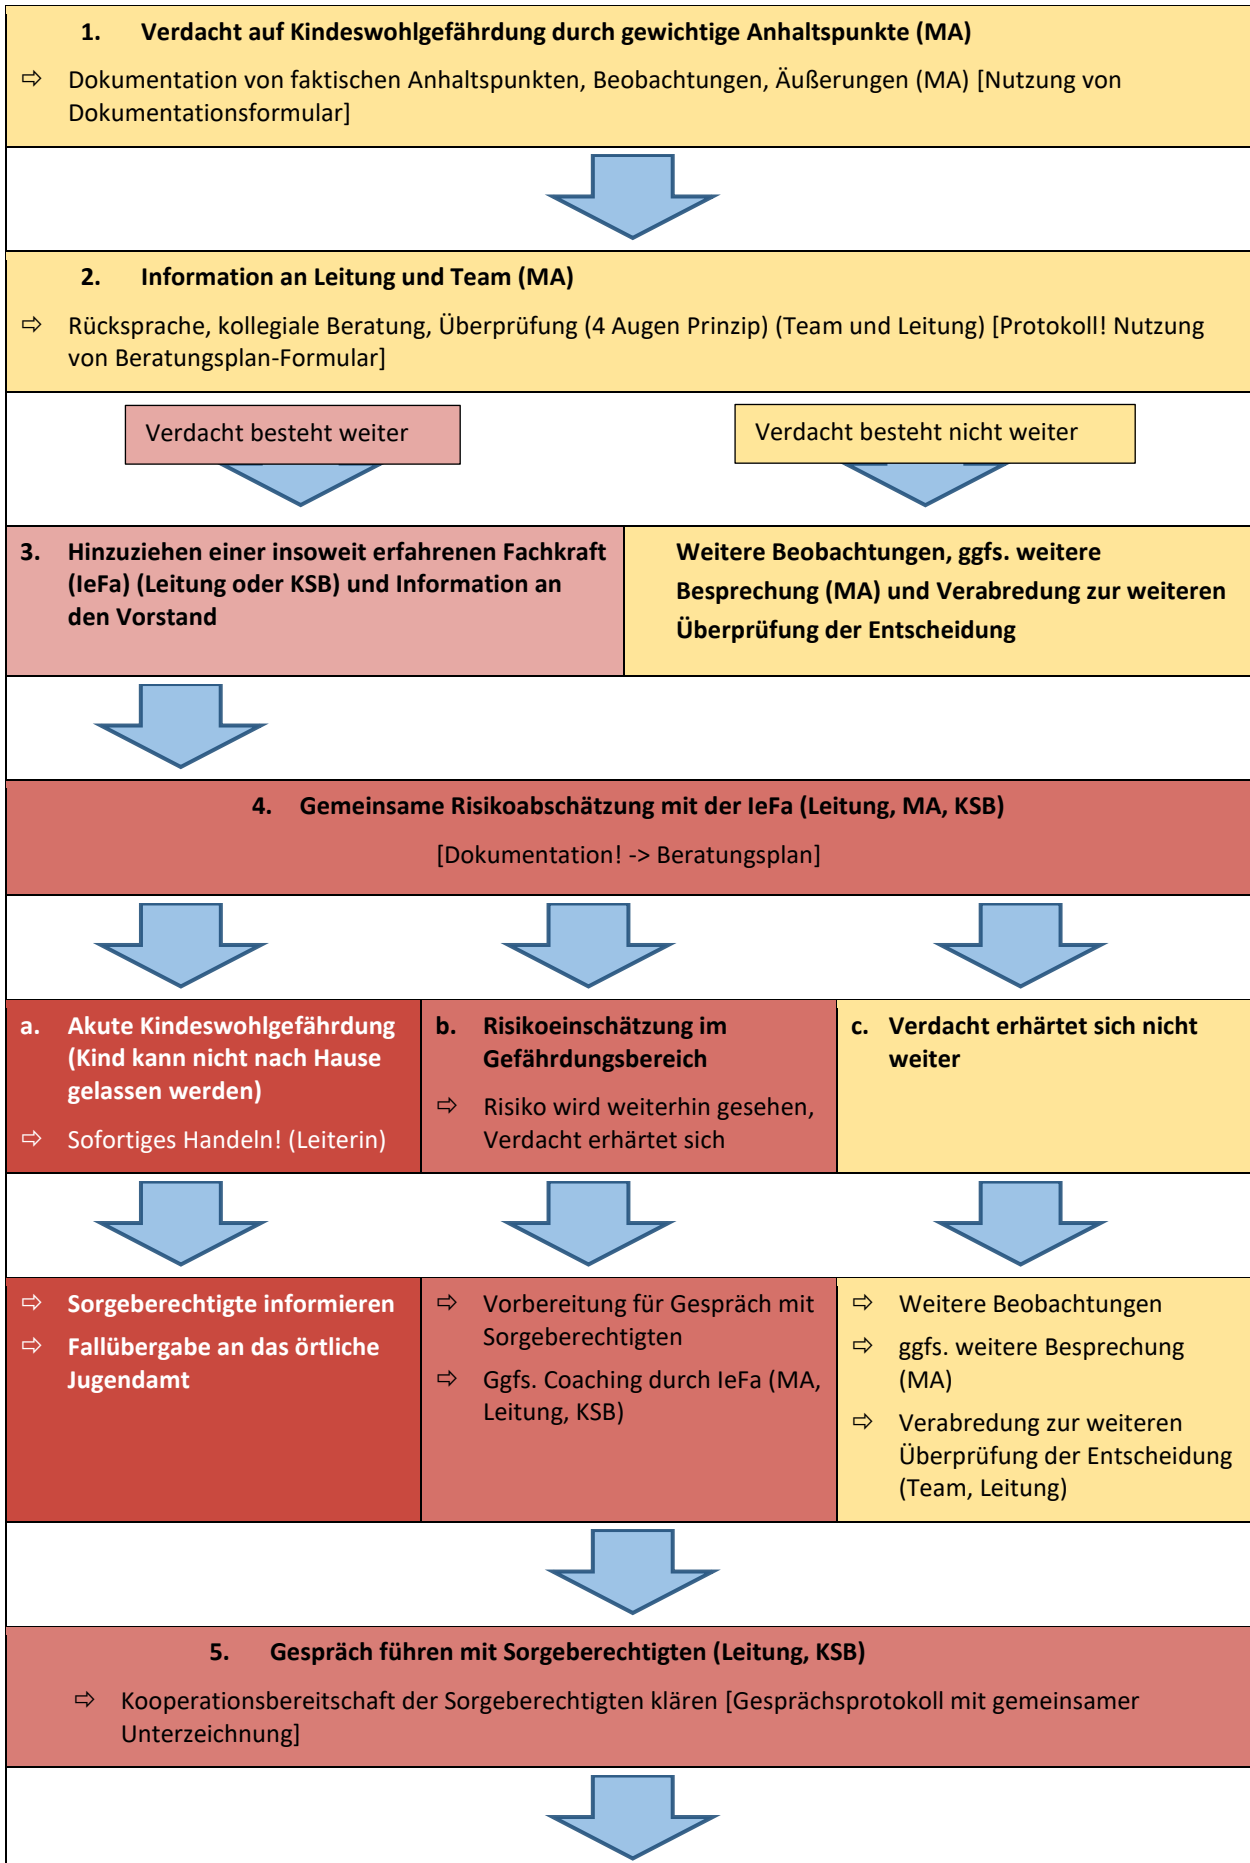 1. Verdacht auf Kindeswohlgefährdung durch gewichtige Anhaltspunkte (MA)
⇨ Dokumentation von faktischen Anhaltspunkten, Beobachtungen, Äußerungen (MA) [Nutzung von
Dokumentationsformular]
2. Information an Leitung und Team (MA)
⇨ Rücksprache, kollegiale Beratung, Überprüfung (4 Augen Prinzip) (Team und Leitung) [Protokoll! Nutzung
von Beratungsplan-Formular]
Verdacht besteht weiter
Verdacht besteht nicht weiter
3. Hinzuziehen einer insoweit erfahrenen Fachkraft
(IeFa) (Leitung oder KSB) und Information an
den Vorstand
Weitere Beobachtungen, ggfs. weitere
Besprechung (MA) und Verabredung zur weiteren
Überprüfung der Entscheidung
4. Gemeinsame Risikoabschätzung mit der IeFa (Leitung, MA, KSB)
[Dokumentation! -> Beratungsplan]
a. Akute Kindeswohlgefährdung
(Kind kann nicht nach Hause
gelassen werden)
⇨ Sofortiges Handeln! (Leiterin)
b. Risikoeinschätzung im
Gefährdungsbereich
⇨ Risiko wird weiterhin gesehen,
Verdacht erhärtet sich
c. Verdacht erhärtet sich nicht
weiter
⇨ Sorgeberechtigte informieren
⇨ Fallübergabe an das örtliche
Jugendamt
⇨ Vorbereitung für Gespräch mit
Sorgeberechtigten
⇨ Ggfs. Coaching durch IeFa (MA,
Leitung, KSB)
⇨ Weitere Beobachtungen
⇨ ggfs. weitere Besprechung
(MA)
⇨ Verabredung zur weiteren
Überprüfung der Entscheidung
(Team, Leitung)
5. Gespräch führen mit Sorgeberechtigten (Leitung, KSB)
⇨ Kooperationsbereitschaft der Sorgeberechtigten klären [Gesprächsprotokoll mit gemeinsamer
Unterzeichnung]